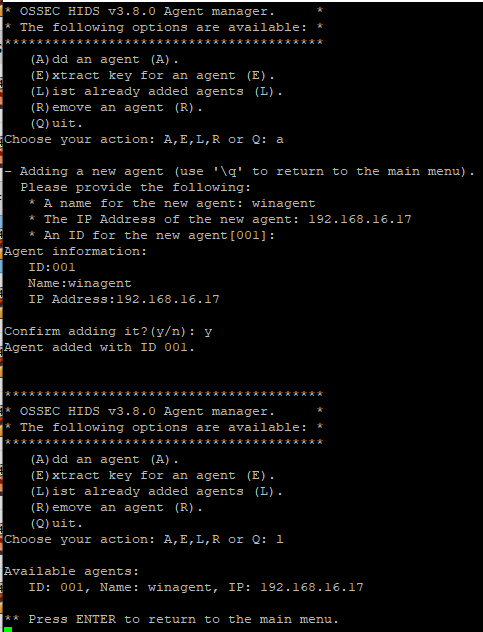 * OSSEC HIDS v3.8.0 Agent manager.     *
* The following options are available: *
****************************************
   (A)dd an agent (A).
   (E)xtract key for an agent (E).
   (L)ist already added agents (L).
   (R)emove an agent (R).
   (Q)uit.
Choose your action: A,E,L,R or Q: a

- Adding a new agent (use '\q' to return to the main menu).
  Please provide the following:
   * A name for the new agent: winagent
   * The IP Address of the new agent: 192.168.16.17
   * An ID for the new agent[001]:
Agent information:
   ID:001
   Name:winagent
   IP Address:192.168.16.17

Confirm adding it?(y/n): y
Agent added with ID 001.


****************************************
* OSSEC HIDS v3.8.0 Agent manager.     *
* The following options are available: *
****************************************
   (A)dd an agent (A).
   (E)xtract key for an agent (E).
   (L)ist already added agents (L).
   (R)emove an agent (R).
   (Q)uit.
Choose your action: A,E,L,R or Q: l

Available agents:
   ID: 001, Name: winagent, IP: 192.168.16.17

** Press ENTER to return to the main menu.